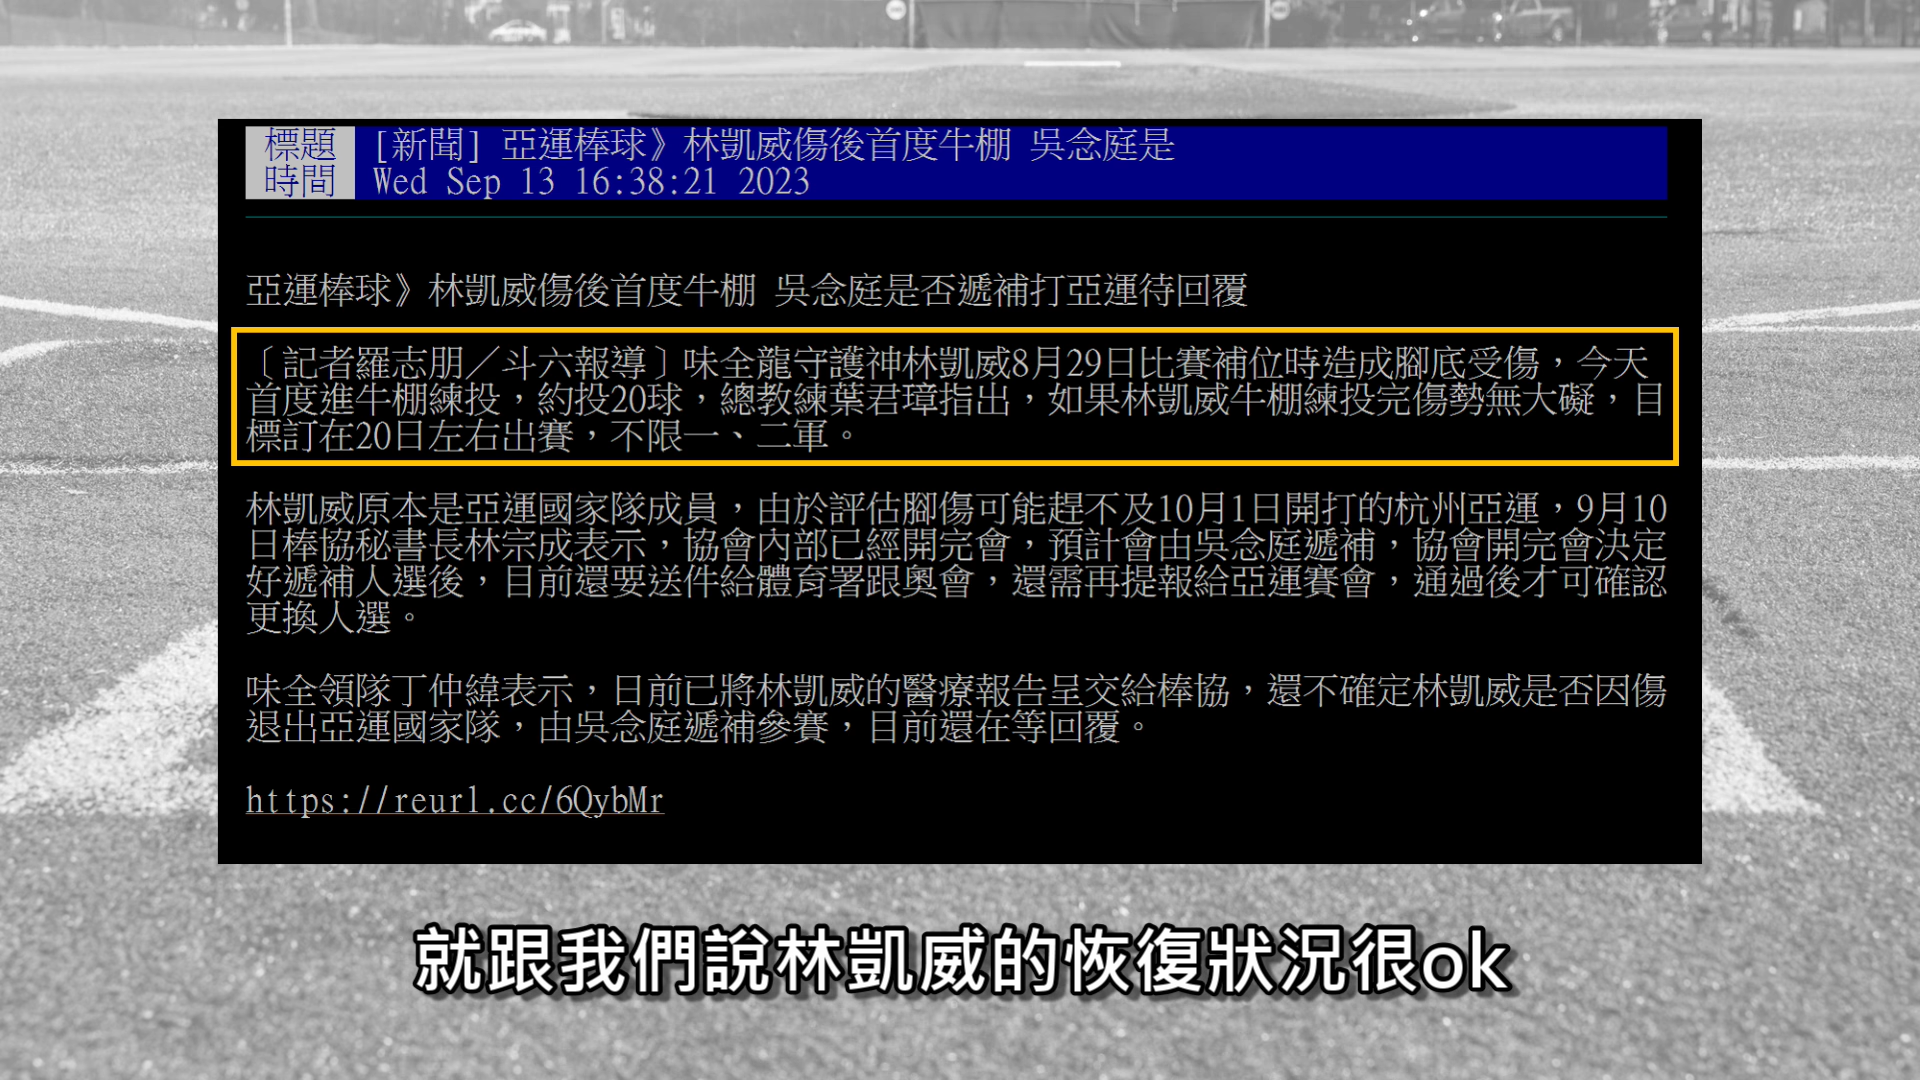 標題 [新聞] 亞運棒球》林凱威傷後首度牛棚 吳念庭是
時間 Wed Sep 13 16:38:21 2023
亞運棒球》林凱威傷後首度牛棚 吳念庭是否遞補打亞運待回覆
〔記者羅志朋／斗六報導〕味全龍守護神林凱威8月29日比賽補位時造成腳底受傷，今天
首度進牛棚練投，約投20球，總教練葉君璋指出，如果林凱威牛棚練投完傷勢無大礙，目
標訂在20日左右出賽，不限一、二軍。
林凱威原本是亞運國家隊成員，由於評估腳傷可能趕不及10月1日開打的杭州亞運，9月10
日棒協秘書長林宗成表示，協會內部已經開完會，預計會由吳念庭遞補，協會開完會決定
好遞補人選後，目前還要送件給體育署跟奧會，還需再提報給亞運賽會，通過後才可確認
更換人選。
味全領隊丁仲緯表示，日前已將林凱威的醫療報告呈交給棒協，還不確定林凱威是否因傷
退出亞運國家隊，由吳念庭遞補參賽，目前還在等回覆。
https://reurl.cc/6QybMr
就跟我們說林凱威的恢復狀況很ok